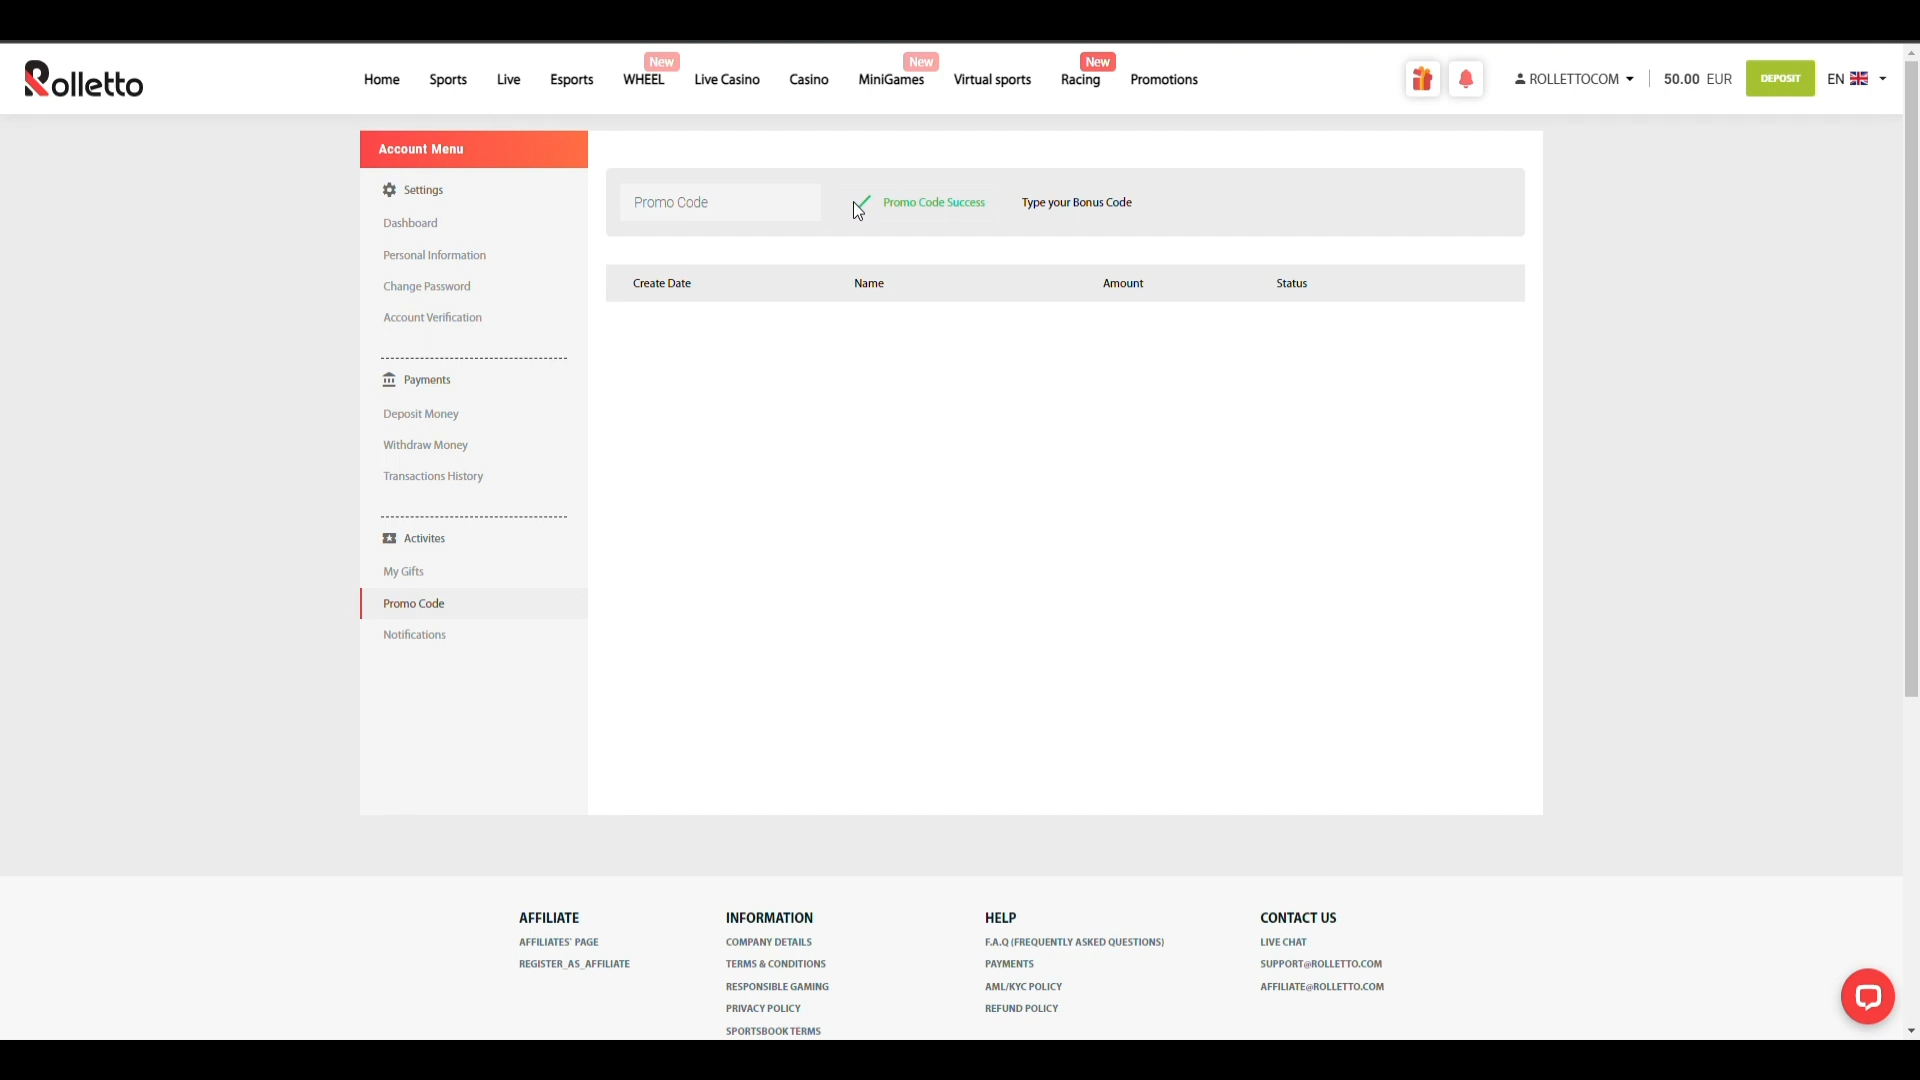 Rolletto
Home Sports Live Esports WHEEL New Live Casino Casino MiniGames New Virtual sports Racing New Promotions
ROLLETTOCOM 50.00 EUR DEPOSIT EN
Account Menu
Settings
Dashboard
Personal Information
Change Password
Account Verification
Payments
Deposit Money
Withdraw Money
Transactions History
Activites
My Gifts
Promo Code
Notifications
Promo Code Promo Code Success Type your Bonus Code
Create Date Name Amount Status
AFFILIATE
AFFILIATES' PAGE
REGISTER_AS_AFFILIATE
INFORMATION
COMPANY DETAILS
TERMS & CONDITIONS
RESPONSIBLE GAMING
PRIVACY POLICY
SPORTSBOOK TERMS
HELP
F.A.Q (FREQUENTLY ASKED QUESTIONS)
PAYMENTS
AML/KYC POLICY
REFUND POLICY
CONTACT US
LIVE CHAT
SUPPORT@ROLLETTO.COM
AFFILIATE@ROLLETTO.COM